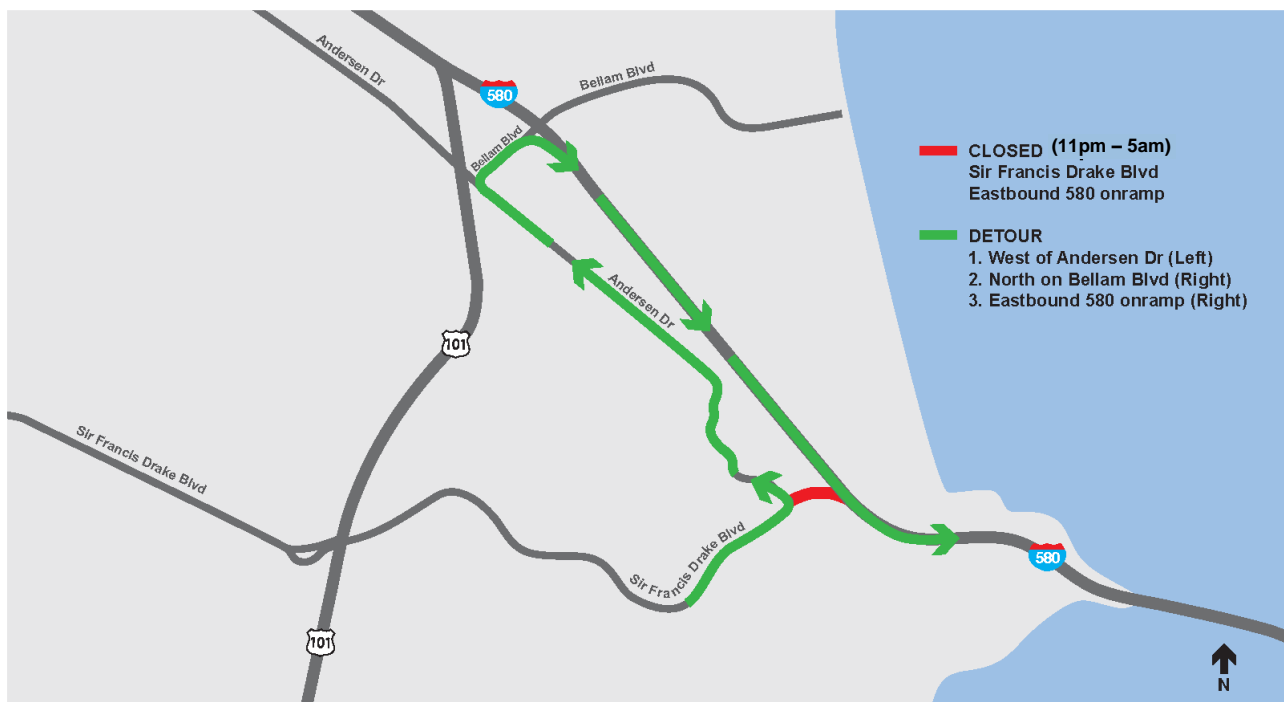 Andersen Dr
580
Bellam Blvd
Bellam Blvd
CLOSED (11pm – 5am)
Sir Francis Drake Blvd
Eastbound 580 onramp
DETOUR
1. West of Andersen Dr (Left)
2. North on Bellam Blvd (Right)
3. Eastbound 580 onramp (Right)
Andersen Dr
101
Sir Francis Drake Blvd
Sir Francis Drake Blvd
580
101
N